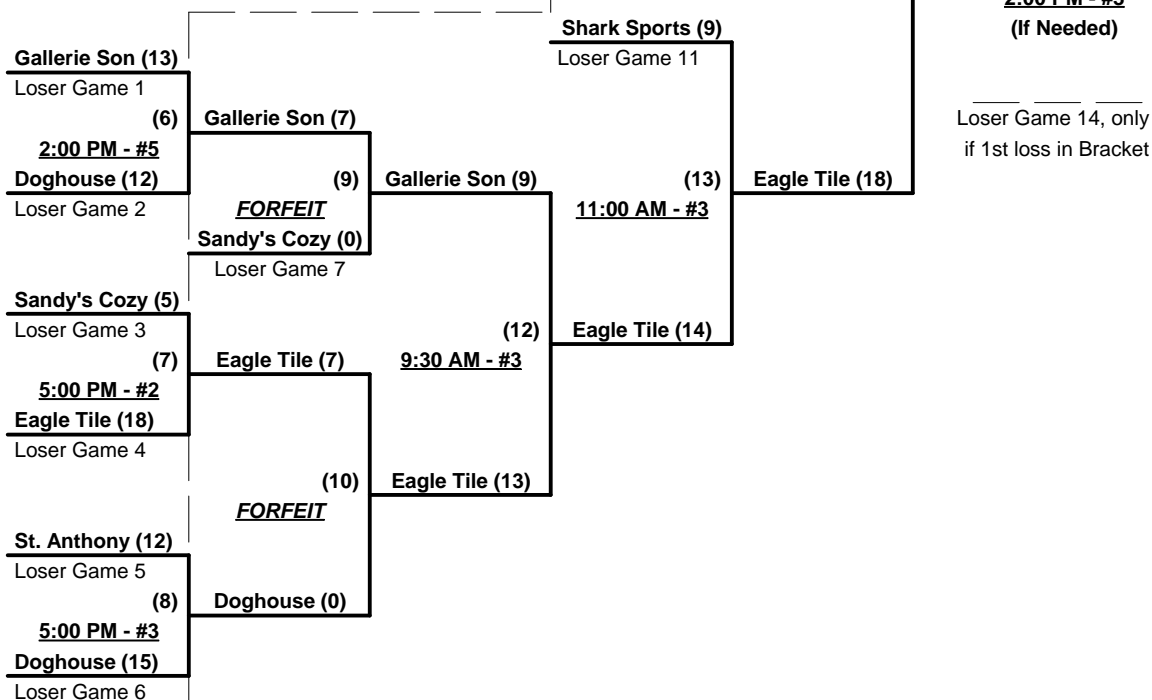 2:00 PM - #3
(If Needed)
Shark Sports (9)
Loser Game 11
Gallerie Son (13)
Loser Game 1
(6)
2:00 PM - #5
Doghouse (12)
Loser Game 2
Gallerie Son (7)
(9)
FORFEIT
Sandy's Cozy (0)
Loser Game 7
Gallerie Son (9)
(13)
11:00 AM - #3
Eagle Tile (18)
Loser Game 14, only
if 1st loss in Bracket
Sandy's Cozy (5)
Loser Game 3
(7)
5:00 PM - #2
Eagle Tile (18)
Loser Game 4
Eagle Tile (7)
(12)
9:30 AM - #3
Eagle Tile (14)
(10)
FORFEIT
Eagle Tile (13)
St. Anthony (12)
Loser Game 5
(8)
5:00 PM - #3
Doghouse (15)
Loser Game 6
Doghouse (0)